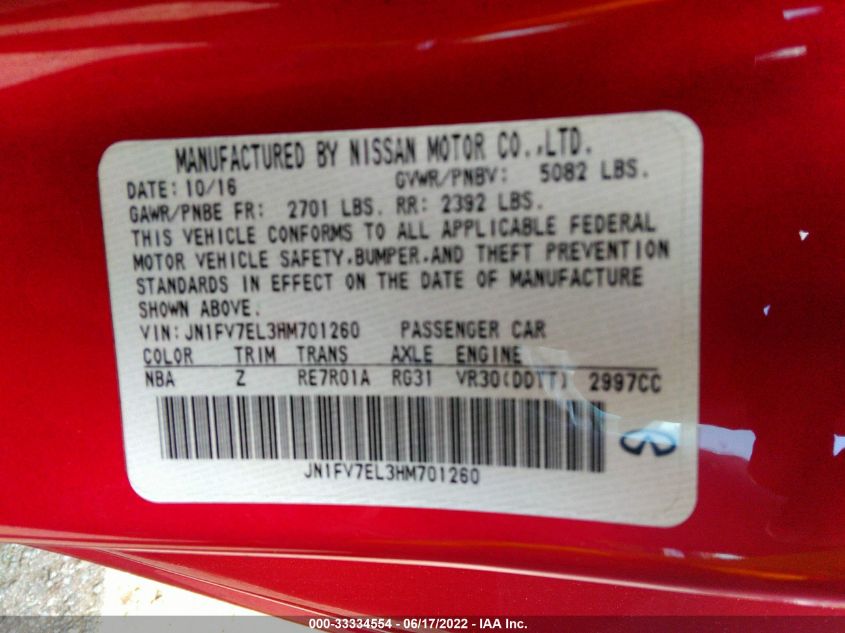 MANUFACTURED BY NISSAN MOTOR CO.,LTD.
DATE: 10/16 GVWR/PNBV: 5082 LBS.
GAWR/PNBE FR: 2701 LBS. RR: 2392 LBS.
THIS VEHICLE CONFORMS TO ALL APPLICABLE FEDERAL
MOTOR VEHICLE SAFETY,BUMPER,AND THEFT PREVENTION
STANDARDS IN EFFECT ON THE DATE OF MANUFACTURE
SHOWN ABOVE.
VIN:JN1FV7EL3HM701260 PASSENGER CAR
COLOR TRIM TRANS AXLE ENGINE
NBA Z RE7R01A RG31 VR30(DDTT) 2997CC
JN1FV7EL3HM701260
000-33334554 - 06/17/2022 - IAA Inc.